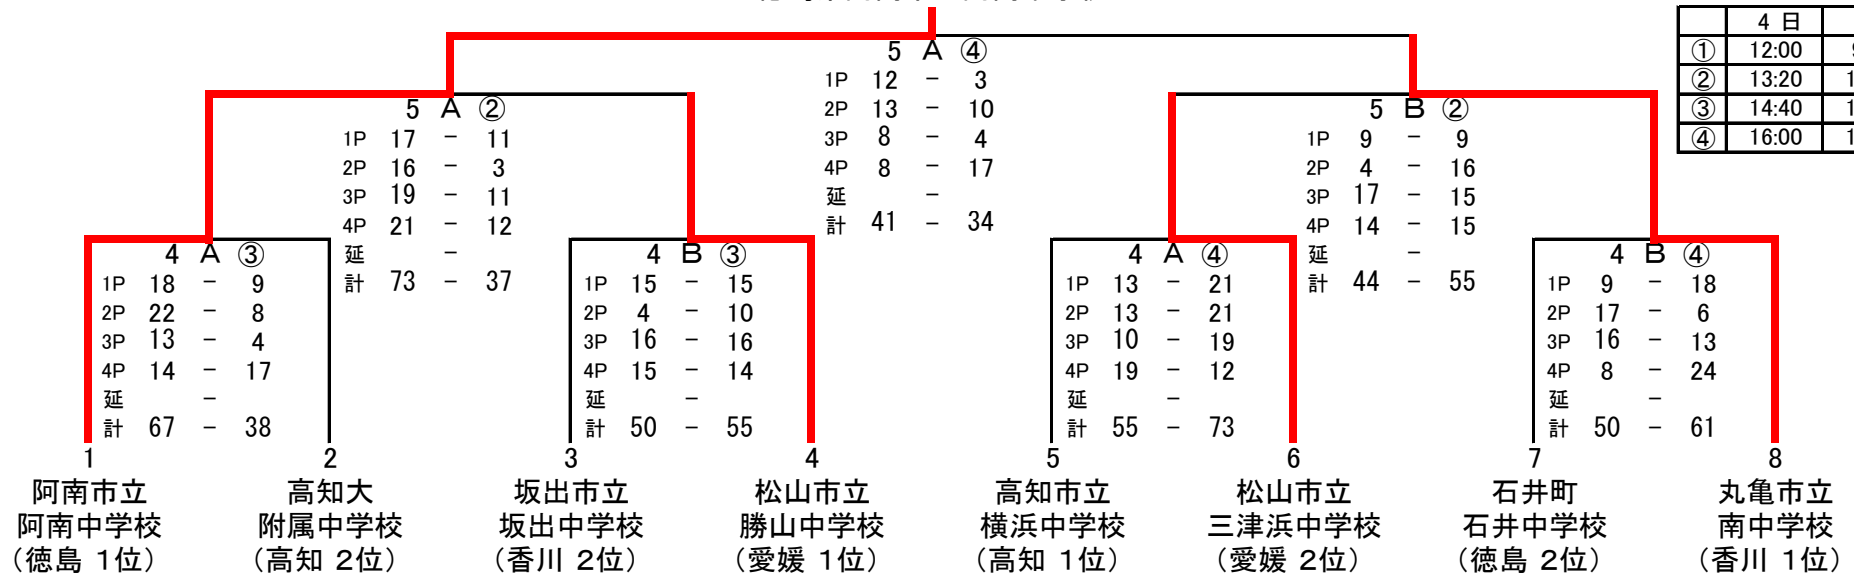 4 日
① 12:00
② 13:20
③ 14:40
④ 16:00
5 A ④
1P 12 - 3
2P 13 - 10
3P 8 - 4
4P 8 - 17
延 -
計 41 - 34
5 A ②
1P 17 - 11
2P 16 - 3
3P 19 - 11
4P 21 - 12
延 -
計 73 - 37
5 B ②
1P 9 - 9
2P 4 - 16
3P 17 - 15
4P 14 - 15
延 -
計 44 - 55
4 A ③
1P 18 - 9
2P 22 - 8
3P 13 - 4
4P 14 - 17
延 -
計 67 - 38
4 B ③
1P 15 - 15
2P 4 - 10
3P 16 - 16
4P 15 - 14
延 -
計 50 - 55
4 A ④
1P 13 - 21
2P 13 - 21
3P 10 - 19
4P 19 - 12
延 -
計 55 - 73
4 B ④
1P 9 - 18
2P 17 - 6
3P 16 - 13
4P 8 - 24
延 -
計 50 - 61
1
阿南市立
阿南中学校
（徳島 1位）
2
高知大
附属中学校
（高知 2位）
3
坂出市立
坂出中学校
（香川 2位）
4
松山市立
勝山中学校
（愛媛 1位）
5
高知市立
横浜中学校
（高知 1位）
6
松山市立
三津浜中学校
（愛媛 2位）
7
石井町
石井中学校
（徳島 2位）
8
丸亀市立
南中学校
（香川 1位）